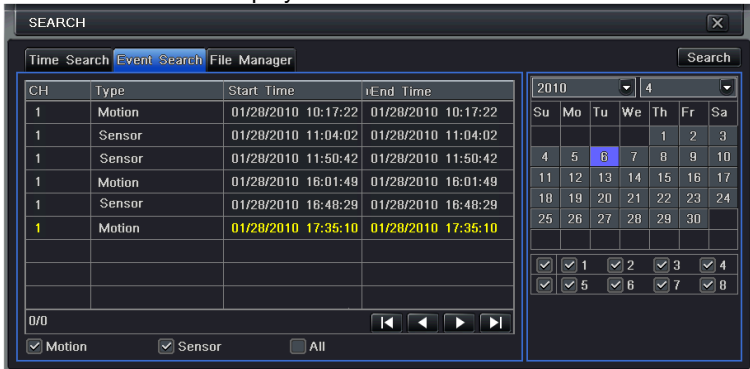 SEARCH
Time Search Event Search File Manager Search
CH Type Start Time End Time
1 Motion 01/28/2010 10:17:22 01/28/2010 10:17:22
1 Sensor 01/28/2010 11:04:02 01/28/2010 11:04:02
1 Sensor 01/28/2010 11:50:42 01/28/2010 11:50:42
1 Motion 01/28/2010 16:01:49 01/28/2010 16:01:49
1 Sensor 01/28/2010 16:48:29 01/28/2010 16:48:29
1 Motion 01/28/2010 17:35:10 01/28/2010 17:35:10
0/0
Motion Sensor All
2010 4
Su Mo Tu We Th Fr Sa
1 2 3
4 5 6 7 8 9 10
11 12 13 14 15 16 17
18 19 20 21 22 23 24
25 26 27 28 29 30
1 2 3 4
5 6 7 8